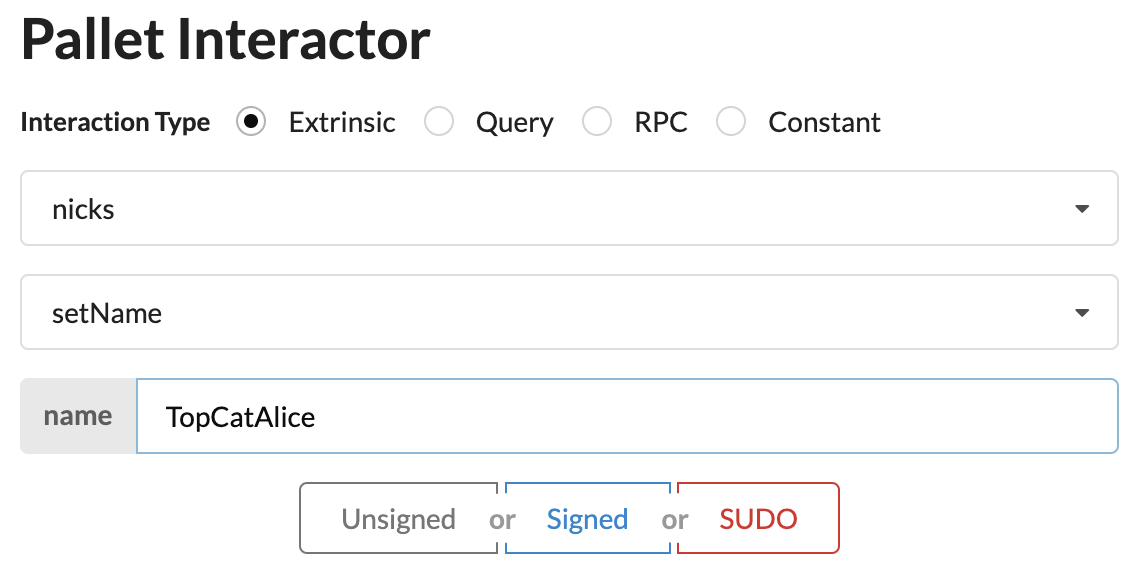 Pallet Interactor
Interaction Type Extrinsic Query RPC Constant
nicks
setName
name TopCatAlice
Unsigned or Signed or SUDO